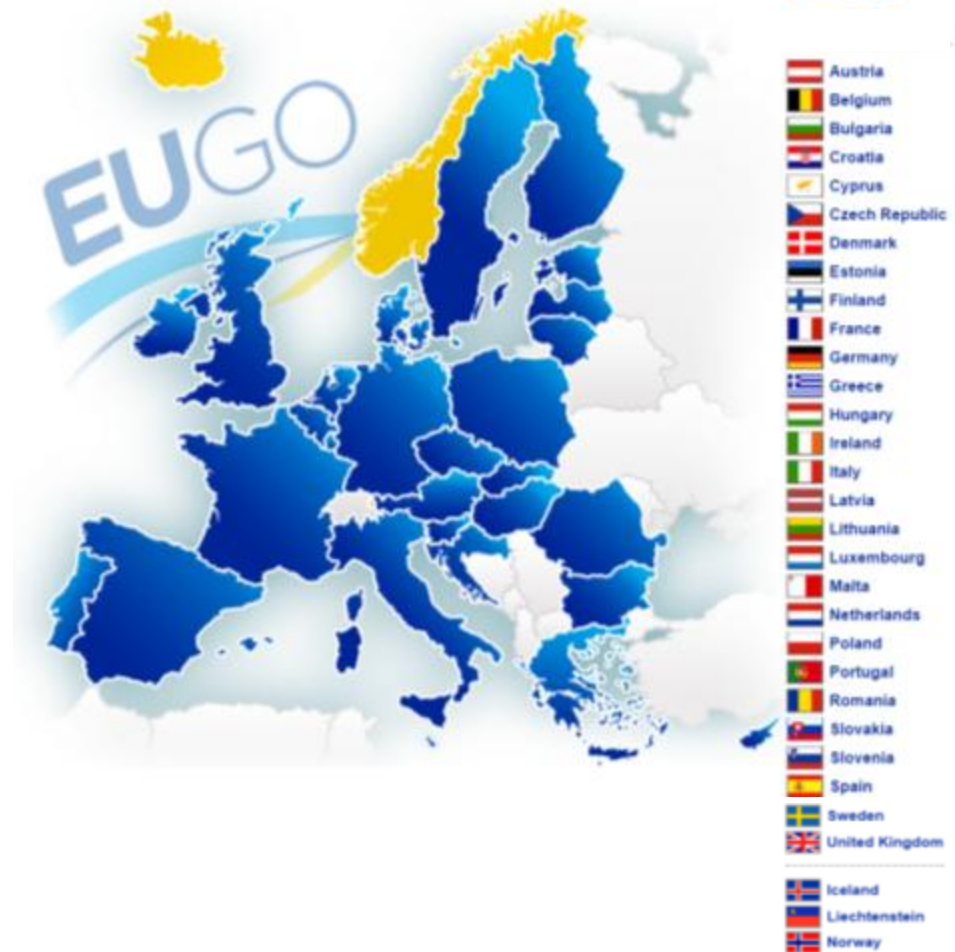 EUGO
Austria
Belgium
Bulgaria
Croatia
Cyprus
Czech Republic
Denmark
Estonia
Finland
France
Germany
Greece
Hungary
Ireland
Italy
Latvia
Lithuania
Luxembourg
Malta
Netherlands
Poland
Portugal
Romania
Slovakia
Slovenia
Spain
Sweden
United Kingdom
Iceland
Liechtenstein
Norway